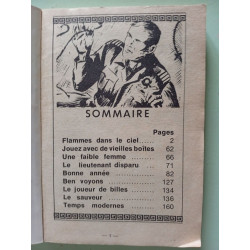 SOMMAIRE
Pages
Flammes dans le ciel 2
Jouez avec de vieilles boîtes 62
Une faible femme 66
Le lieutenant disparu 71
Bonne année 82
Ben voyons 127
Le joueur de billes 134
Le sauveur 136
Temps modernes 160